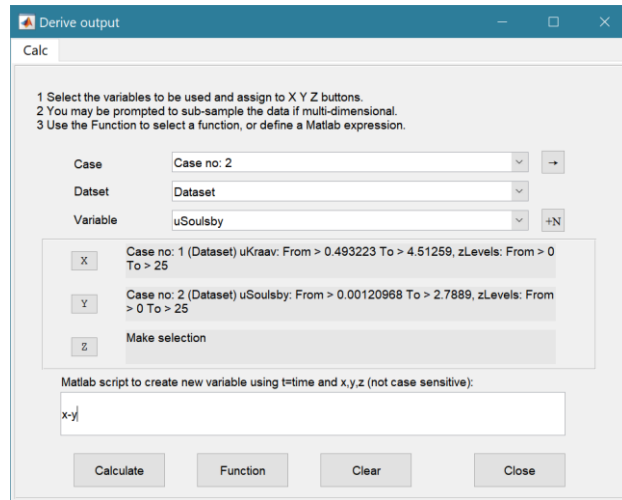 Derive output
Calc
1 Select the variables to be used and assign to X Y Z buttons.
2 You may be prompted to sub-sample the data if multi-dimensional.
3 Use the Function to select a function, or define a Matlab expression.
Case
Case no: 2
→
Datset
Dataset
Variable
uSoulsby
+N
X
Case no: 1 (Dataset) uKraav: From > 0.493223 To > 4.51259, zLevels: From > 0
To > 25
Y
Case no: 2 (Dataset) uSoulsby: From > 0.00120968 To > 2.7889, zLevels: From
> 0 To > 25
Z
Make selection
Matlab script to create new variable using t=time and x,y,z (not case sensitive):
x-y
Calculate
Function
Clear
Close